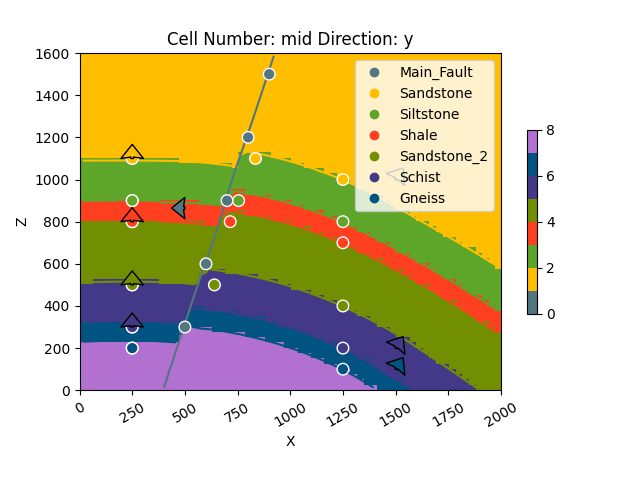 Cell Number: mid Direction: y
1600
1400
1200
1000
800
600
400
200
0
Z
Main_Fault
Sandstone
Siltstone
Shale
Sandstone_2
Schist
Gneiss
8
6
4
2
0
0 250 500 750 1000 1250 1500 1750 2000
X